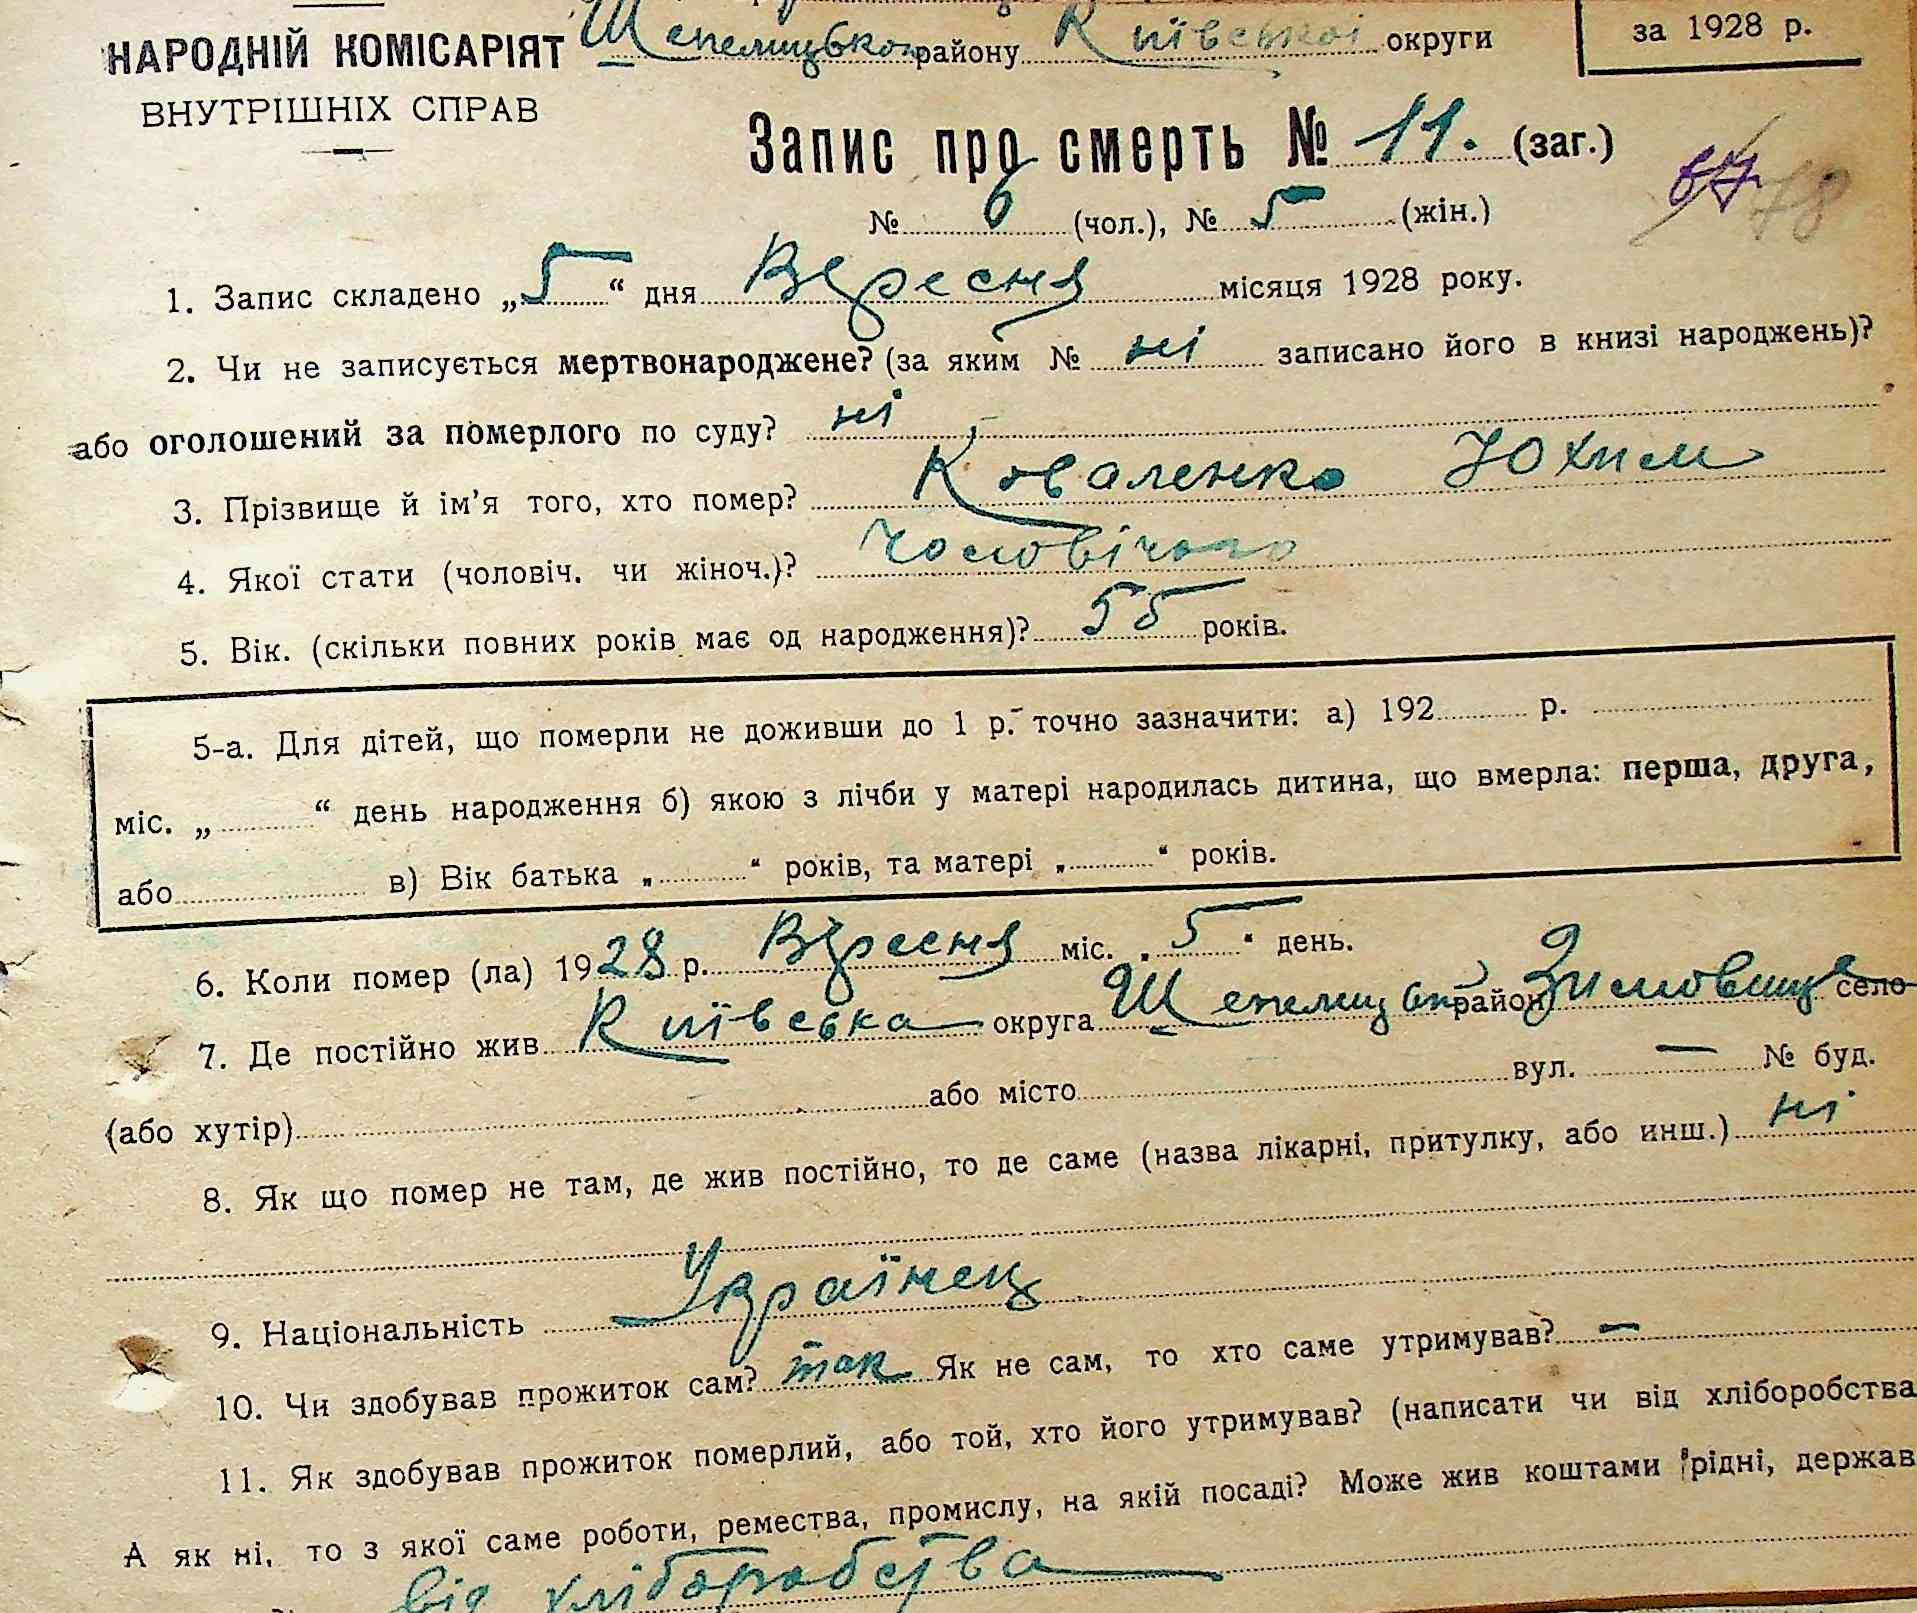 НАРОДНІЙ КОМІСАРІЯТ
ВНУТРІШНІХ СПРАВ
Шепелицького району Київської округи
за 1928 р.
Запис про смерть № 11. (заг.)
№ 6 (чол.), № 5 (жін.)
67 78
1. Запис складено „5“ дня Вересня місяця 1928 року.
2. Чи не записується мертвонароджене? (за яким № ні записано його в книзі народжень)?
або оголошений за померлого по суду? ні
3. Прізвище й ім’я того, хто помер? Коваленко Юхим
4. Якої стати (чоловіч. чи жіноч.)? Чоловічого
5. Вік. (скільки повних років має од народження)? 55 років.
5-а. Для дітей, що померли не доживши до 1 р. точно зазначити: а) 192 р.
міс. „ “ день народження б) якою з лічби у матері народилась дитина, що вмерла: перша, друга,
або в) Вік батька „ “ років, та матері „ “ років.
6. Коли помер (ла) 1928 р. Вересня міс. „5“ день.
7. Де постійно жив Київська округа Шепелицький район Зимовище село
(або хутір) або місто вул. — № буд.
8. Як що помер не там, де жив постійно, то де саме (назва лікарні, притулку, або инш.) ні
9. Національність Українец
10. Чи здобував прожиток сам? так Як не сам, то хто саме утримував? —
11. Як здобував прожиток померлий, або той, хто його утримував? (написати чи від хліборобства
А як ні, то з якої саме роботи, ремества, промислу, на якій посаді? Може жив коштами рідні, держав
від хліборобства